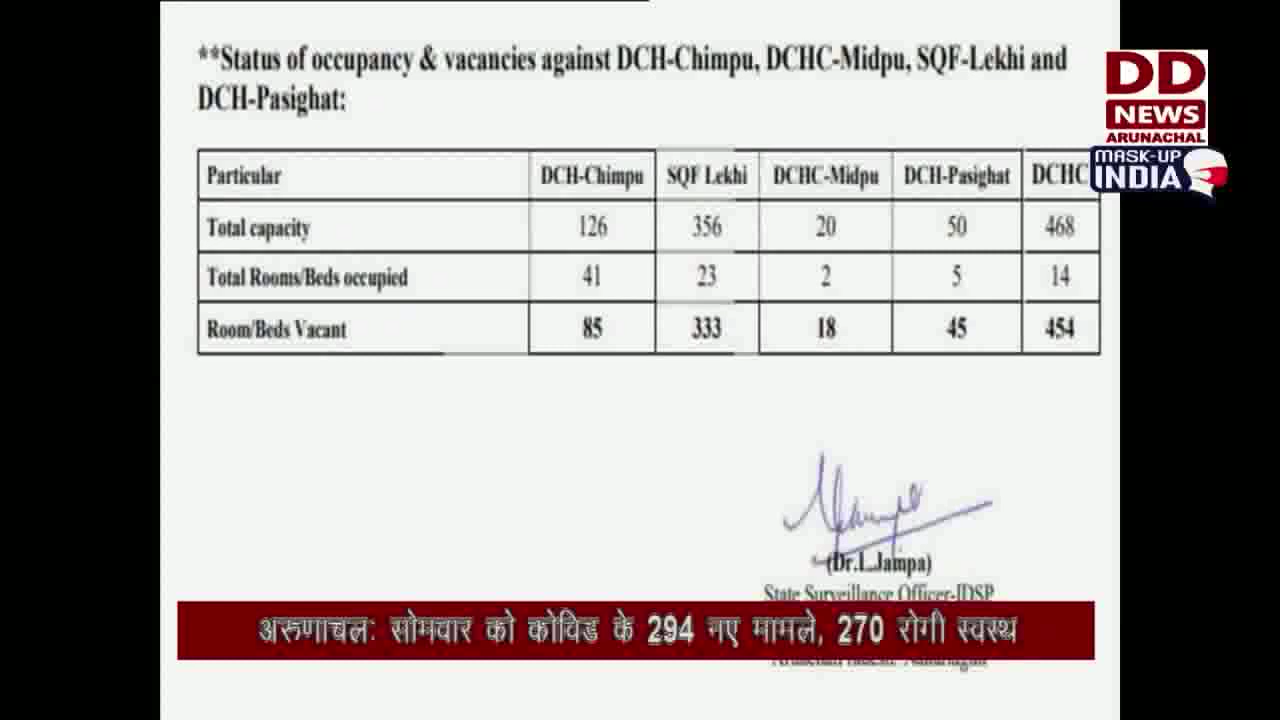 **Status of occupancy & vacancies against DCH-Chimpu, DCHC-Midpu, SQF-Lekhi and
DCH-Pasighat:
DD
NEWS
ARUNACHAL
MASK-UP
INDIA
Particular DCH-Chimpu SQF Lekhi DCHC-Midpu DCH-Pasighat DCHC
Total capacity 126 356 20 50 468
Total Rooms/Beds occupied 41 23 2 5 14
Room/Beds Vacant 85 333 18 45 454
(Dr.L.Jampa)
State Surveillance Officer-IDSP
अरुणाचल: सोमवार को कोविड के 294 नए मामले, 270 रोगी स्वस्थ